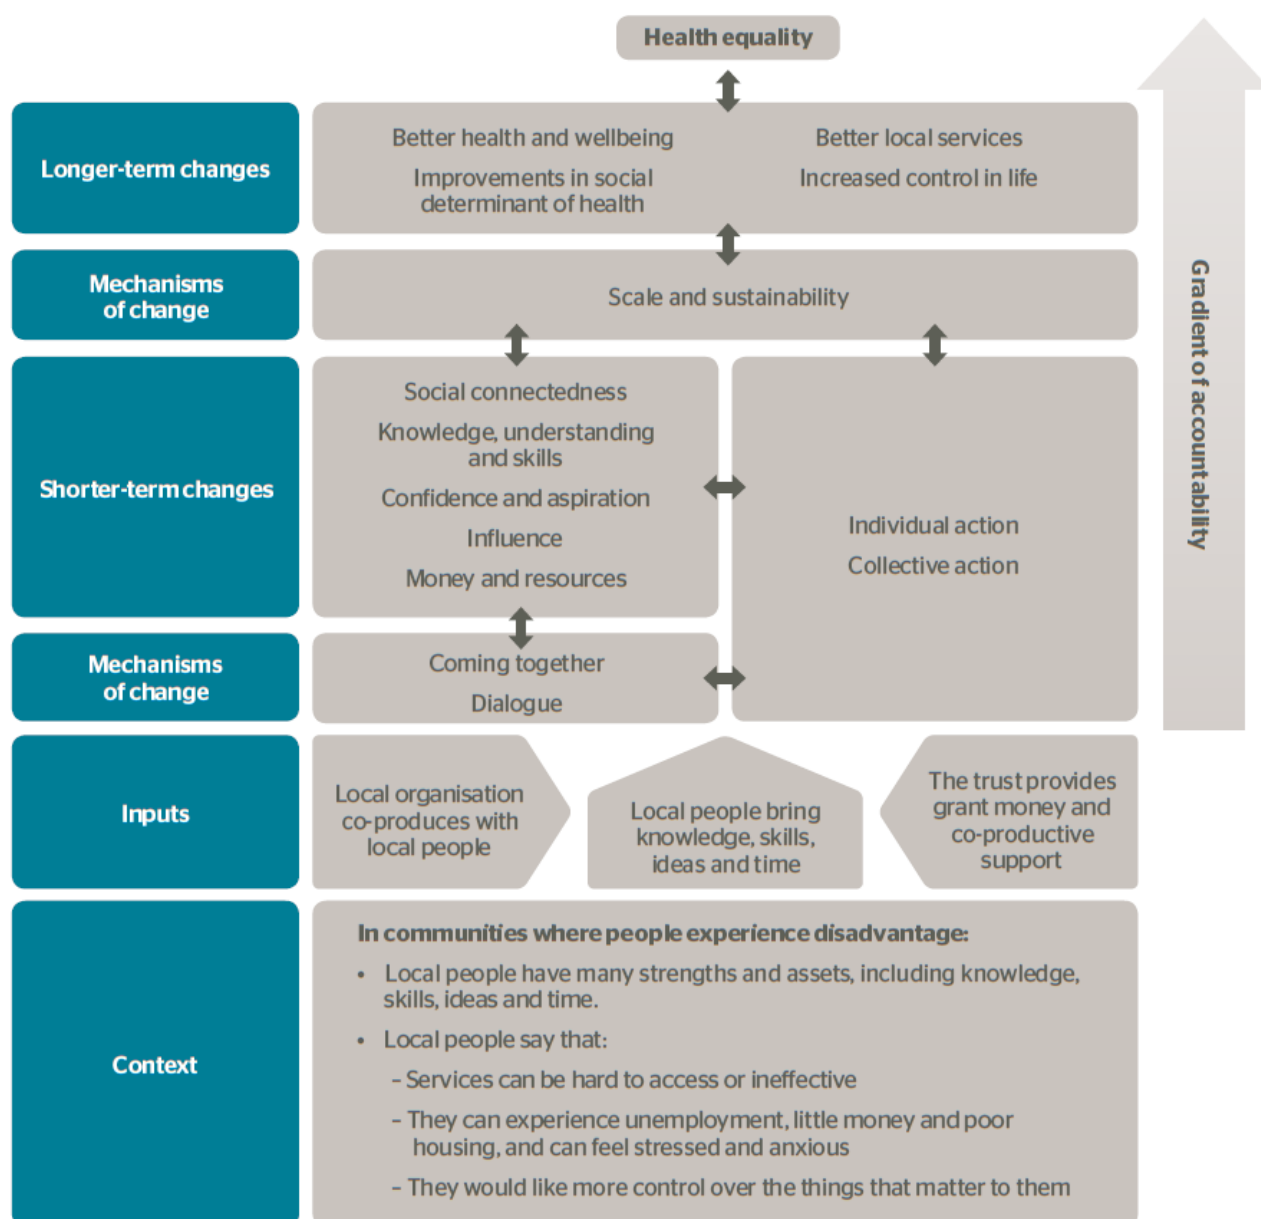 Health equality
Longer-term changes
Better health and wellbeing
Improvements in social
determinant of health
Better local services
Increased control in life
Mechanisms
of change
Scale and sustainability
Shorter-term changes
Social connectedness
Knowledge, understanding
and skills
Confidence and aspiration
Influence
Money and resources
Individual action
Collective action
Mechanisms
of change
Coming together
Dialogue
Inputs
Local organisation
co-produces with
local people
Local people bring
knowledge, skills,
ideas and time
The trust provides
grant money and
co-productive
support
Context
In communities where people experience disadvantage:
• Local people have many strengths and assets, including knowledge,
skills, ideas and time.
• Local people say that:
– Services can be hard to access or ineffective
– They can experience unemployment, little money and poor
housing, and can feel stressed and anxious
– They would like more control over the things that matter to them
Gradient of accountability